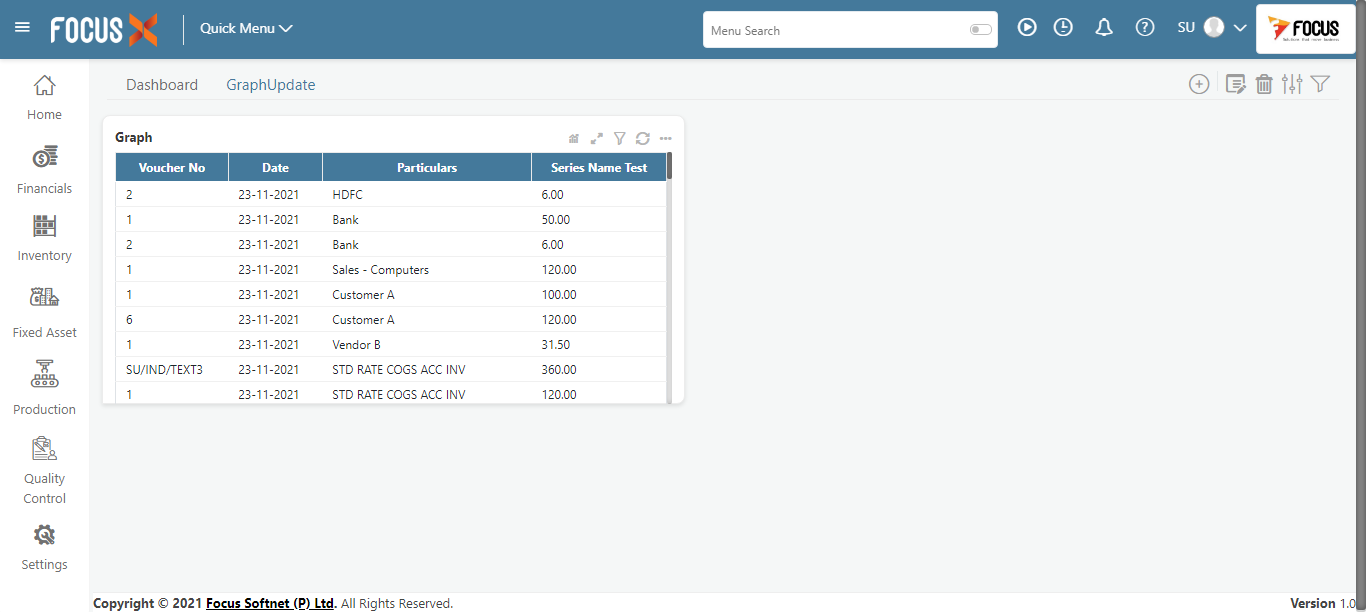 FOCUS X Quick Menu Menu Search SU FOCUS
Dashboard GraphUpdate
Home
Financials
Inventory
Fixed Asset
Production
Quality
Control
Settings
Graph
Voucher No Date Particulars Series Name Test
2 23-11-2021 HDFC 6.00
1 23-11-2021 Bank 50.00
2 23-11-2021 Bank 6.00
1 23-11-2021 Sales - Computers 120.00
1 23-11-2021 Customer A 100.00
6 23-11-2021 Customer A 120.00
1 23-11-2021 Vendor B 31.50
SU/IND/TEXT3 23-11-2021 STD RATE COGS ACC INV 360.00
1 23-11-2021 STD RATE COGS ACC INV 120.00
Copyright © 2021 Focus Softnet (P) Ltd. All Rights Reserved. Version 1.0